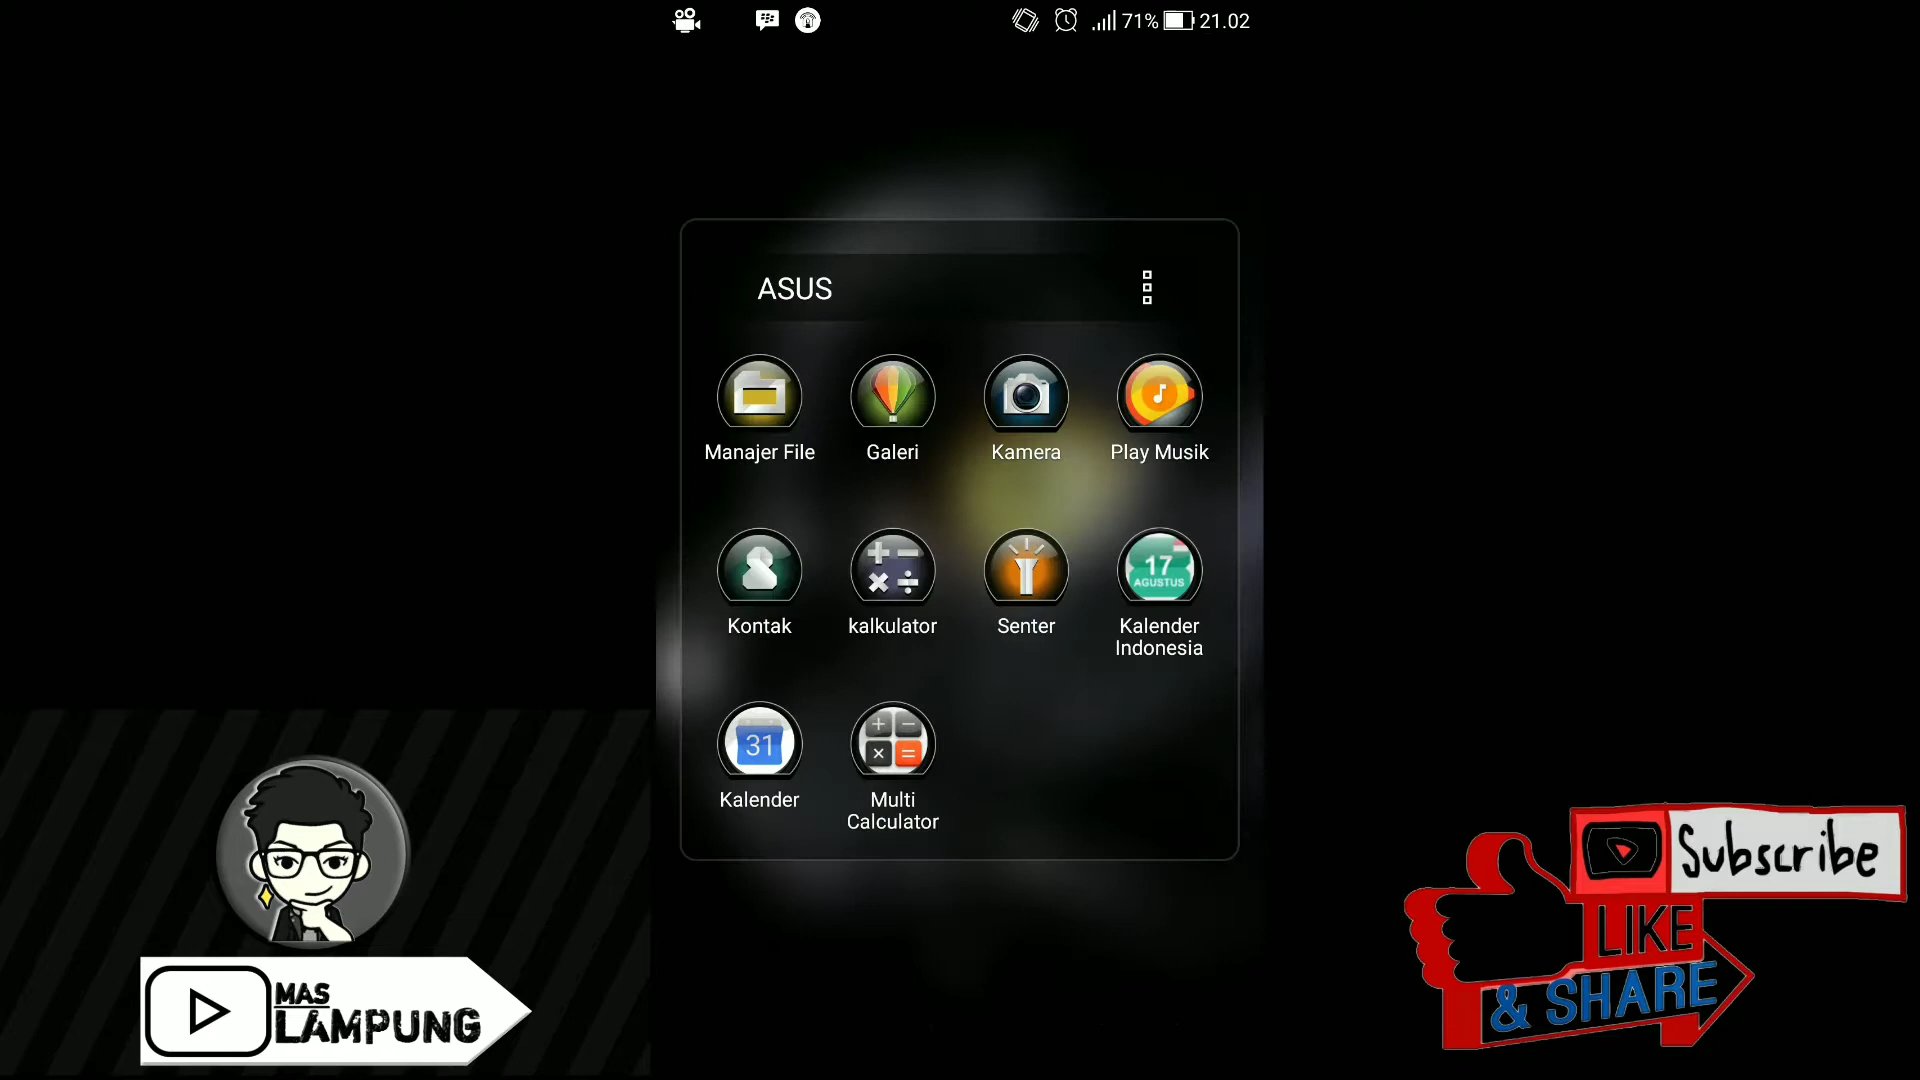 71% 21.02
ASUS
Manajer File
Galeri
Kamera
Play Musik
Kontak
kalkulator
Senter
17
AGUSTUS
Kalender
Indonesia
31
Kalender
Multi
Calculator
MAS
LAMPUNG
Subscribe
LIKE
& SHARE